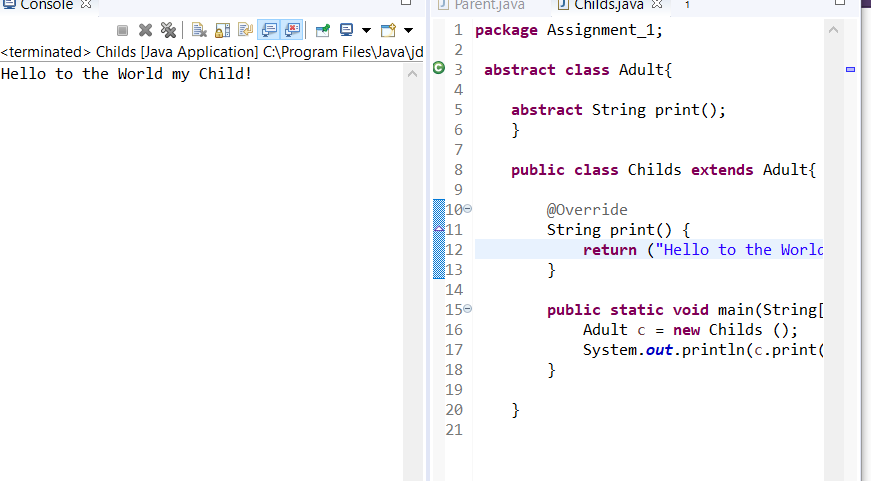 Console
<terminated> Childs [Java Application] C:\Program Files\Java\jd
Hello to the World my Child!
Parent.java
Childs.java
1
1 package Assignment_1;
2
3 abstract class Adult{
4
5 abstract String print();
6 }
7
8 public class Childs extends Adult{
9
10 @Override
11 String print() {
12 return ("Hello to the World
13 }
14
15 public static void main(String[
16 Adult c = new Childs ();
17 System.out.println(c.print(
18 }
19
20 }
21